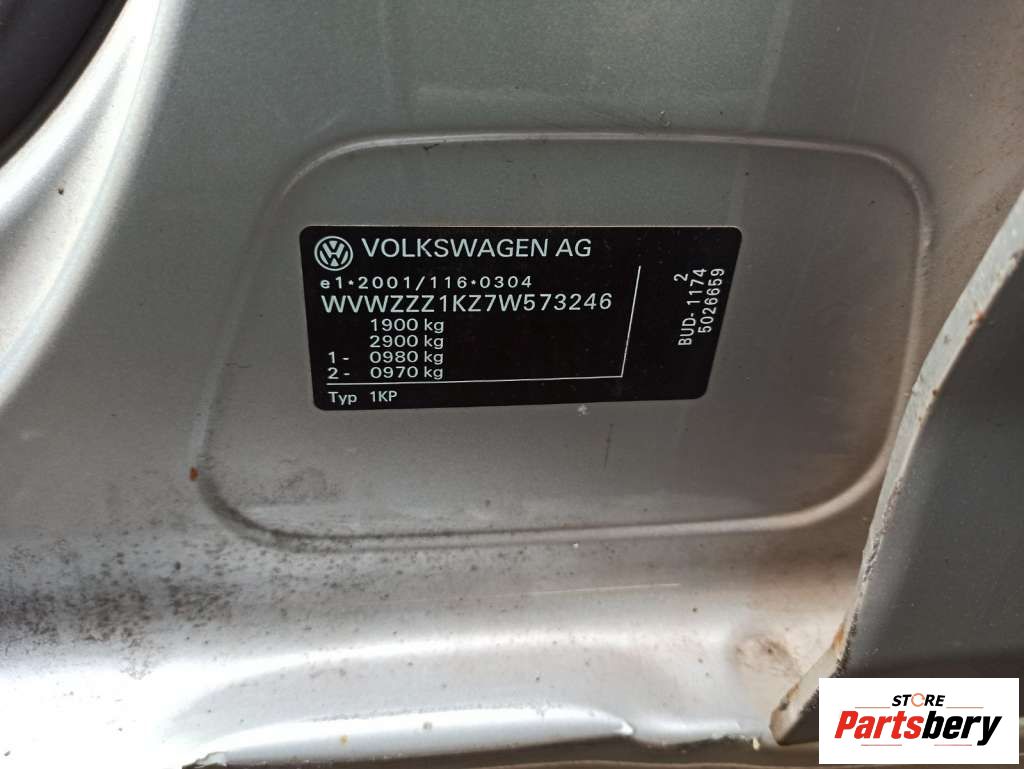 VOLKSWAGEN AG
e1*2001/116*0304
WVWZZZ1KZ7W573246
1900 kg
2900 kg
1- 0980 kg
2- 0970 kg
Typ 1KP
2
BUD-1174
5026659
STORE
Partsbery